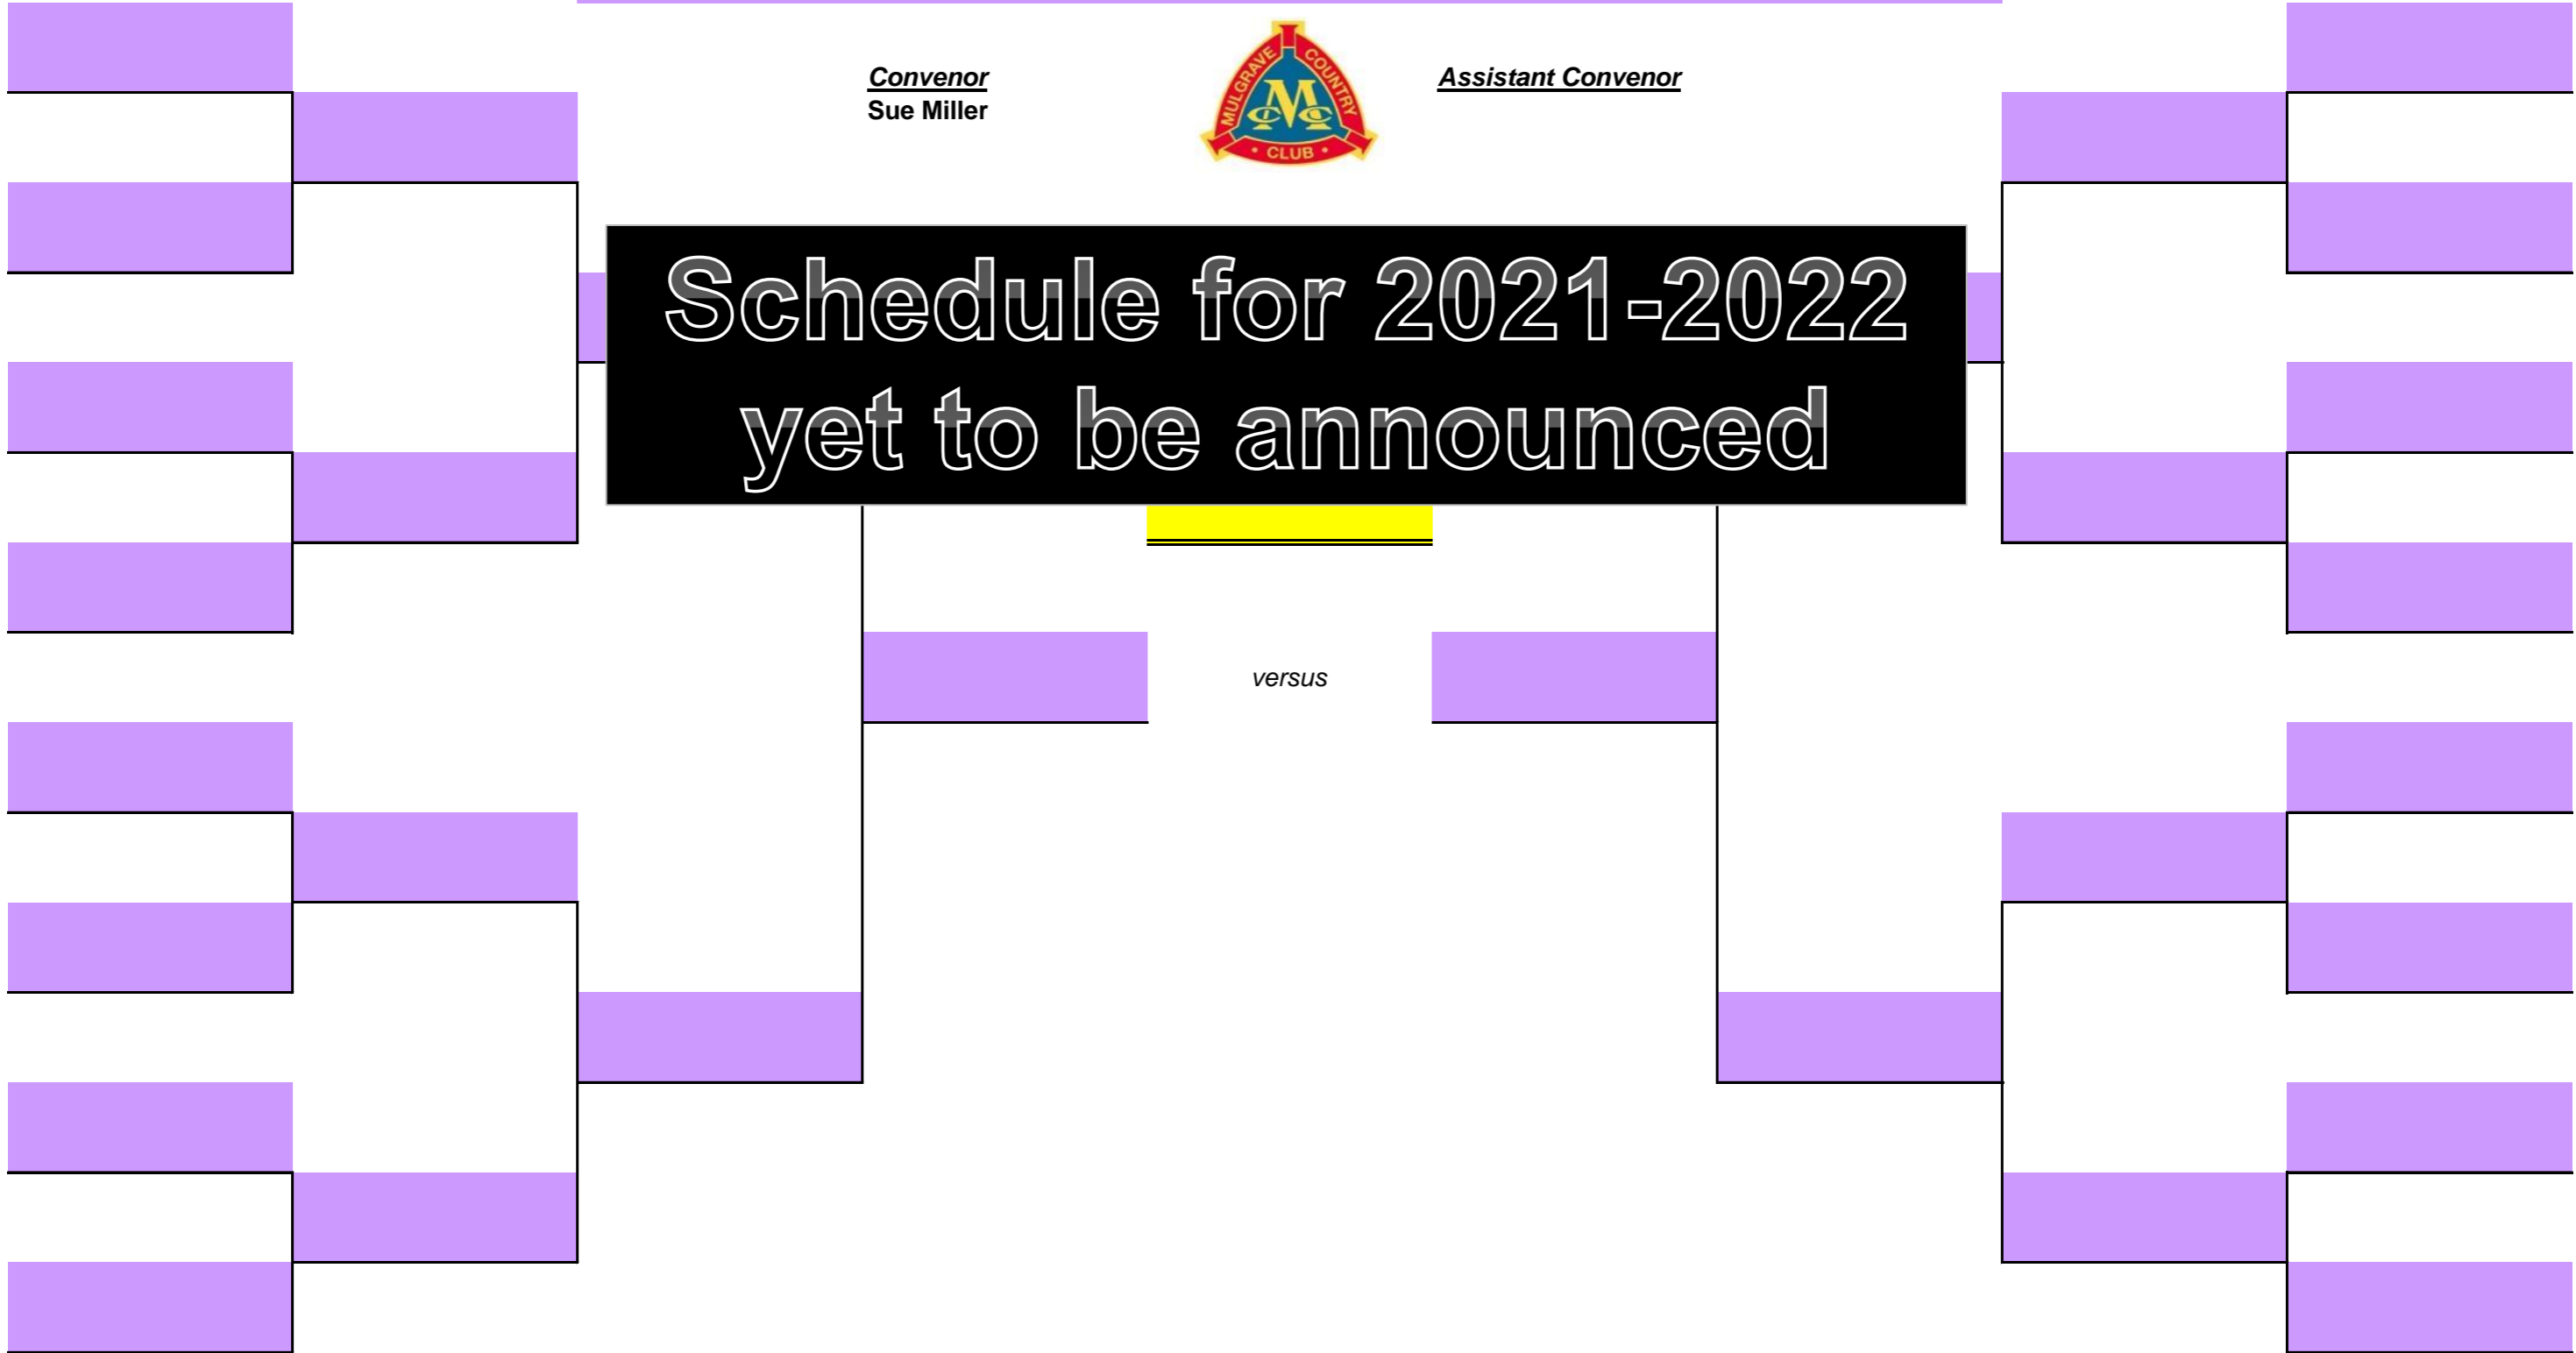 Convenor
Sue Miller
MULGRAVE COUNTRY
MCC
CLUB
Assistant Convenor
Schedule for 2021-2022
yet to be announced
versus